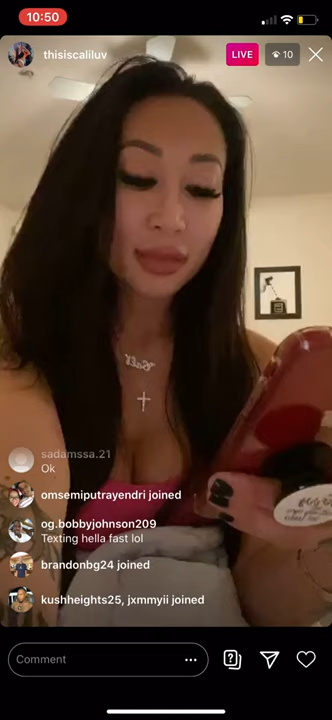 10:50
thisiscaliluv
LIVE
10
sadamssa.21
Ok
omsemiputrayendri joined
og.bobbyjohnson209
Texting hella fast lol
brandonbg24 joined
kushheights25, jxmmyii joined
Comment